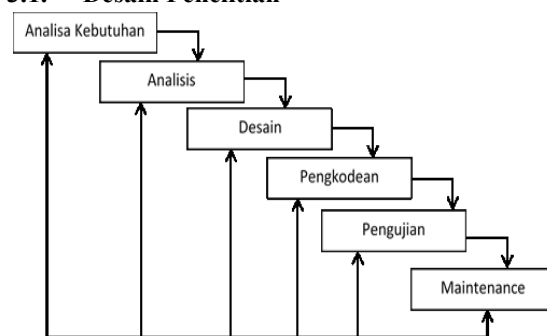 3.1. Desain Penelitian
Analisa Kebutuhan
Analisis
Desain
Pengkodean
Pengujian
Maintenance